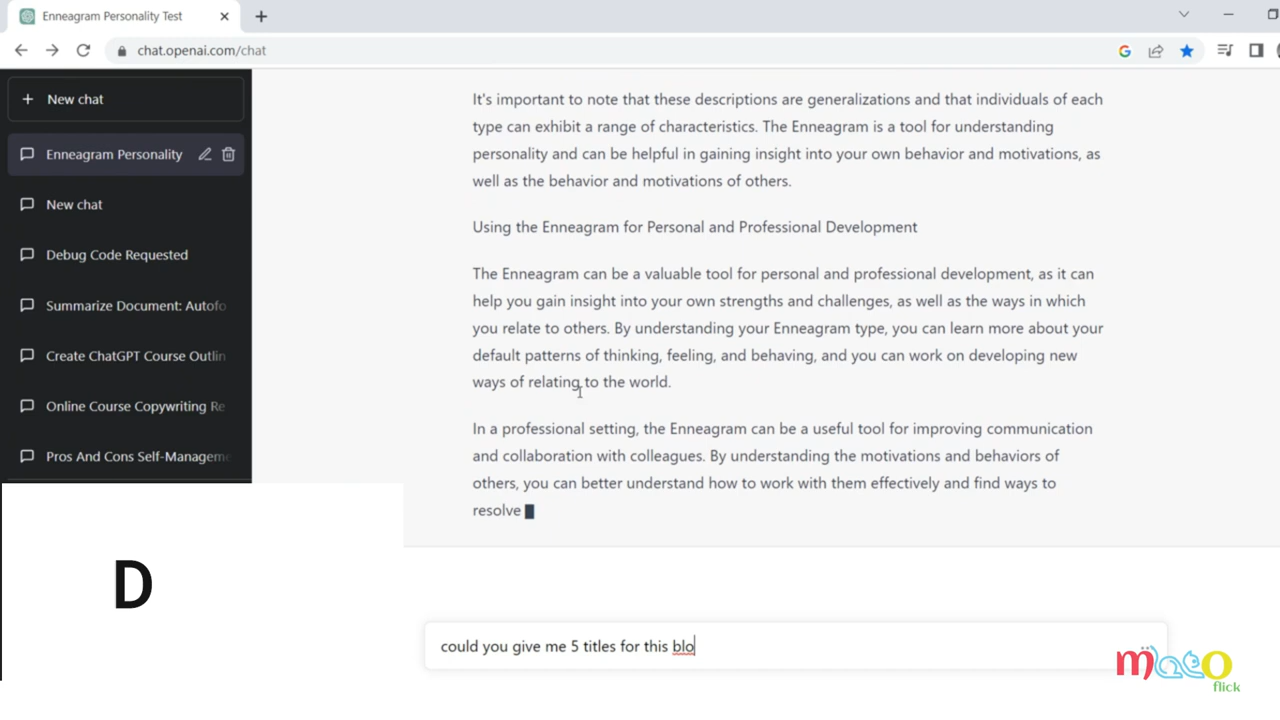 Enneagram Personality Test
chat.openai.com/chat
New chat
Enneagram Personality
New chat
Debug Code Requested
Summarize Document: Autofo
Create ChatGPT Course Outlin
Online Course Copywriting Re
Pros And Cons Self-Managem
It's important to note that these descriptions are generalizations and that individuals of each
type can exhibit a range of characteristics. The Enneagram is a tool for understanding
personality and can be helpful in gaining insight into your own behavior and motivations, as
well as the behavior and motivations of others.
Using the Enneagram for Personal and Professional Development
The Enneagram can be a valuable tool for personal and professional development, as it can
help you gain insight into your own strengths and challenges, as well as the ways in which
you relate to others. By understanding your Enneagram type, you can learn more about your
default patterns of thinking, feeling, and behaving, and you can work on developing new
ways of relating to the world.
In a professional setting, the Enneagram can be a useful tool for improving communication
and collaboration with colleagues. By understanding the motivations and behaviors of
others, you can better understand how to work with them effectively and find ways to
resolve
D
could you give me 5 titles for this blo
flick